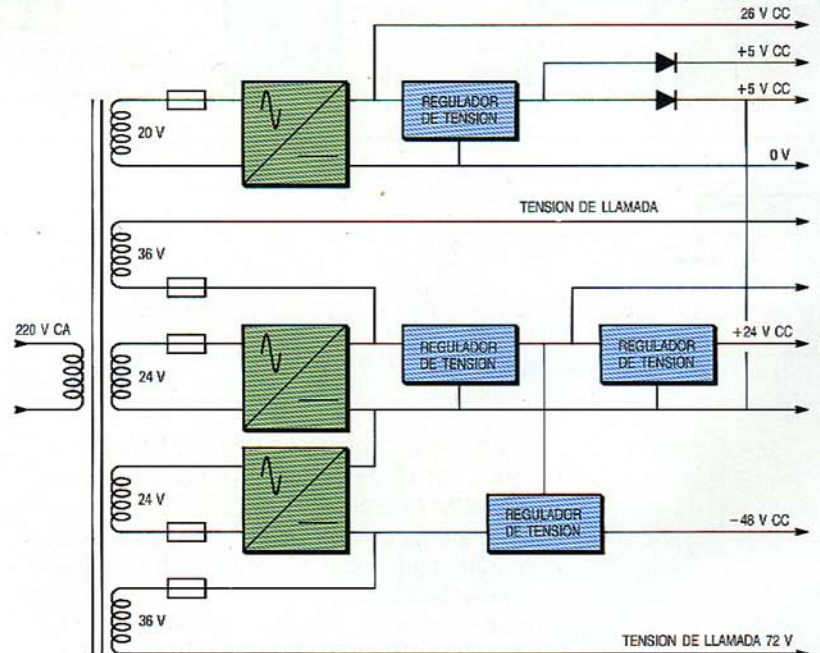 26 V CC
+5 V CC
+5 V CC
REGULADOR
DE TENSION
20 V
0 V
TENSION DE LLAMADA
36 V
220 V CA
+24 V CC
REGULADOR
DE TENSION
REGULADOR
DE TENSION
24 V
24 V
REGULADOR
DE TENSION
-48 V CC
36 V
TENSION DE LLAMADA 72 V